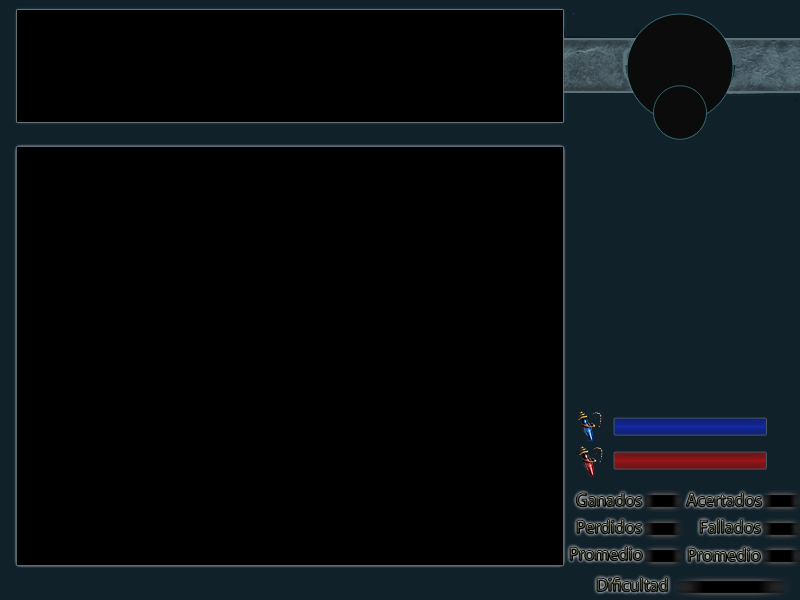 Ganados Acertados
Perdidos Fallados
Promedio Promedio
Dificultad